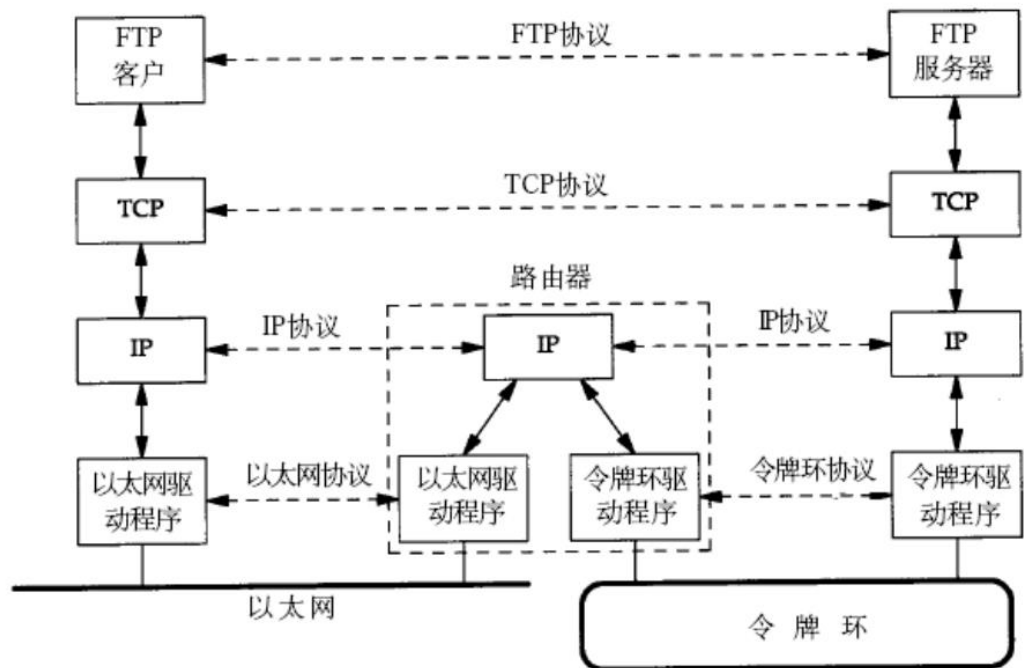 FTP
客户
FTP协议
FTP
服务器
TCP
TCP协议
TCP
路由器
IP
IP协议
IP
IP协议
IP
以太网驱
动程序
以太网协议
以太网驱
动程序
令牌环驱
动程序
令牌环协议
令牌环驱
动程序
以太网
令牌环